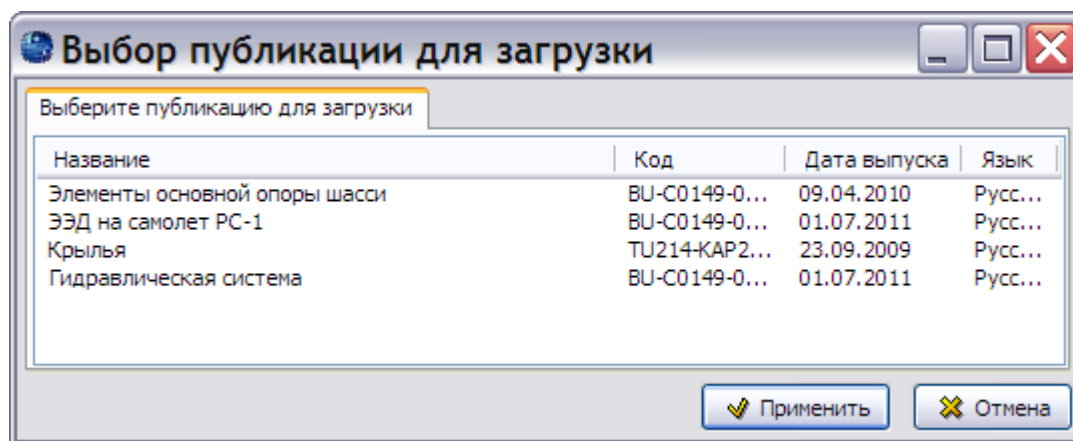 Выбор публикации для загрузки
Выберите публикацию для загрузки
Название Код Дата выпуска Язык
Элементы основной опоры шасси BU-C0149-0... 09.04.2010 Русс...
ЭЭД на самолет РС-1 BU-C0149-0... 01.07.2011 Русс...
Крылья TU214-KAP2... 23.09.2009 Русс...
Гидравлическая система BU-C0149-0... 01.07.2011 Русс...
Применить Отмена